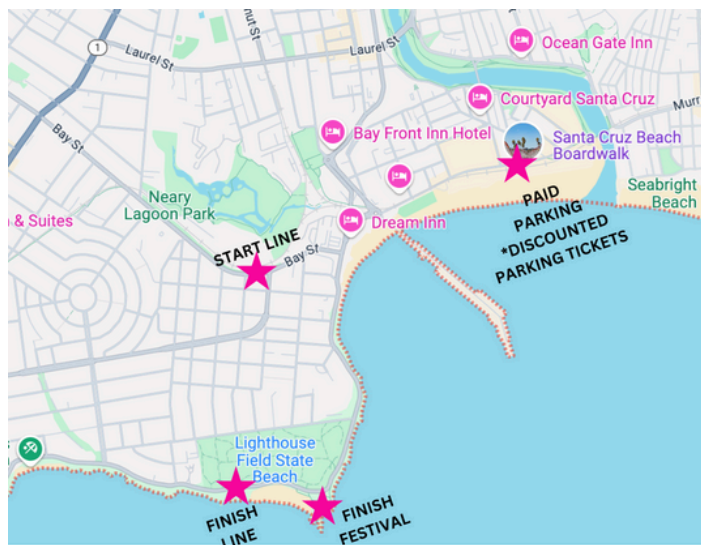 Laurel St
Laurel St
Ocean Gate Inn
1
Bay St
Courtyard Santa Cruz
Murr
Bay Front Inn Hotel
Santa Cruz Beach
Boardwalk
Neary
Lagoon Park
Seabright
Beach
PAID
PARKING
*DISCOUNTED
PARKING TICKETS
& Suites
Dream Inn
START LINE
Bay St
Lighthouse
Field State
Beach
FINISH
LINE
FINISH
FESTIVAL